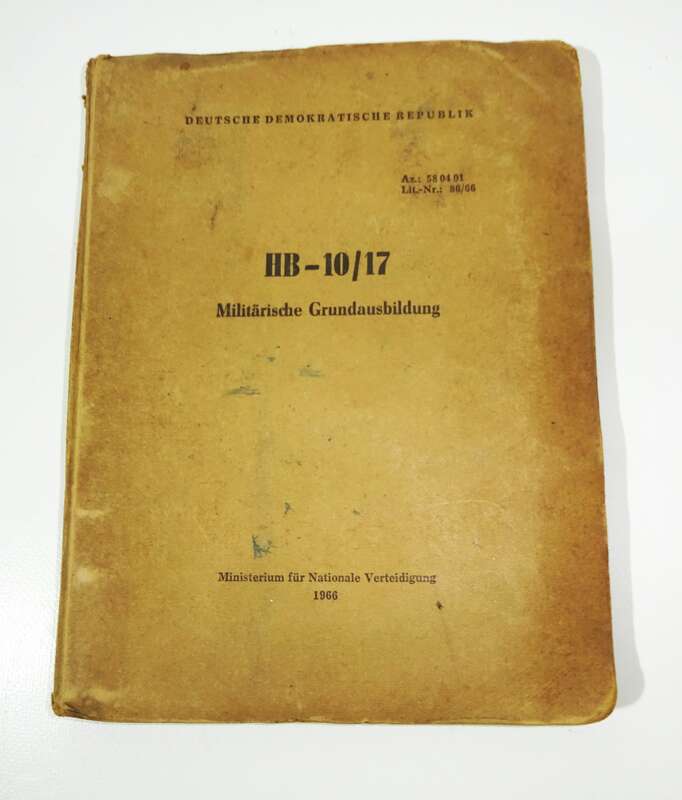 DEUTSCHE DEMOKRATISCHE REPUBLIK
Az.: 58 04 01
Lit.-Nr.: 86/66
HB-10/17
Militärische Grundausbildung
Ministerium für Nationale Verteidigung
1966